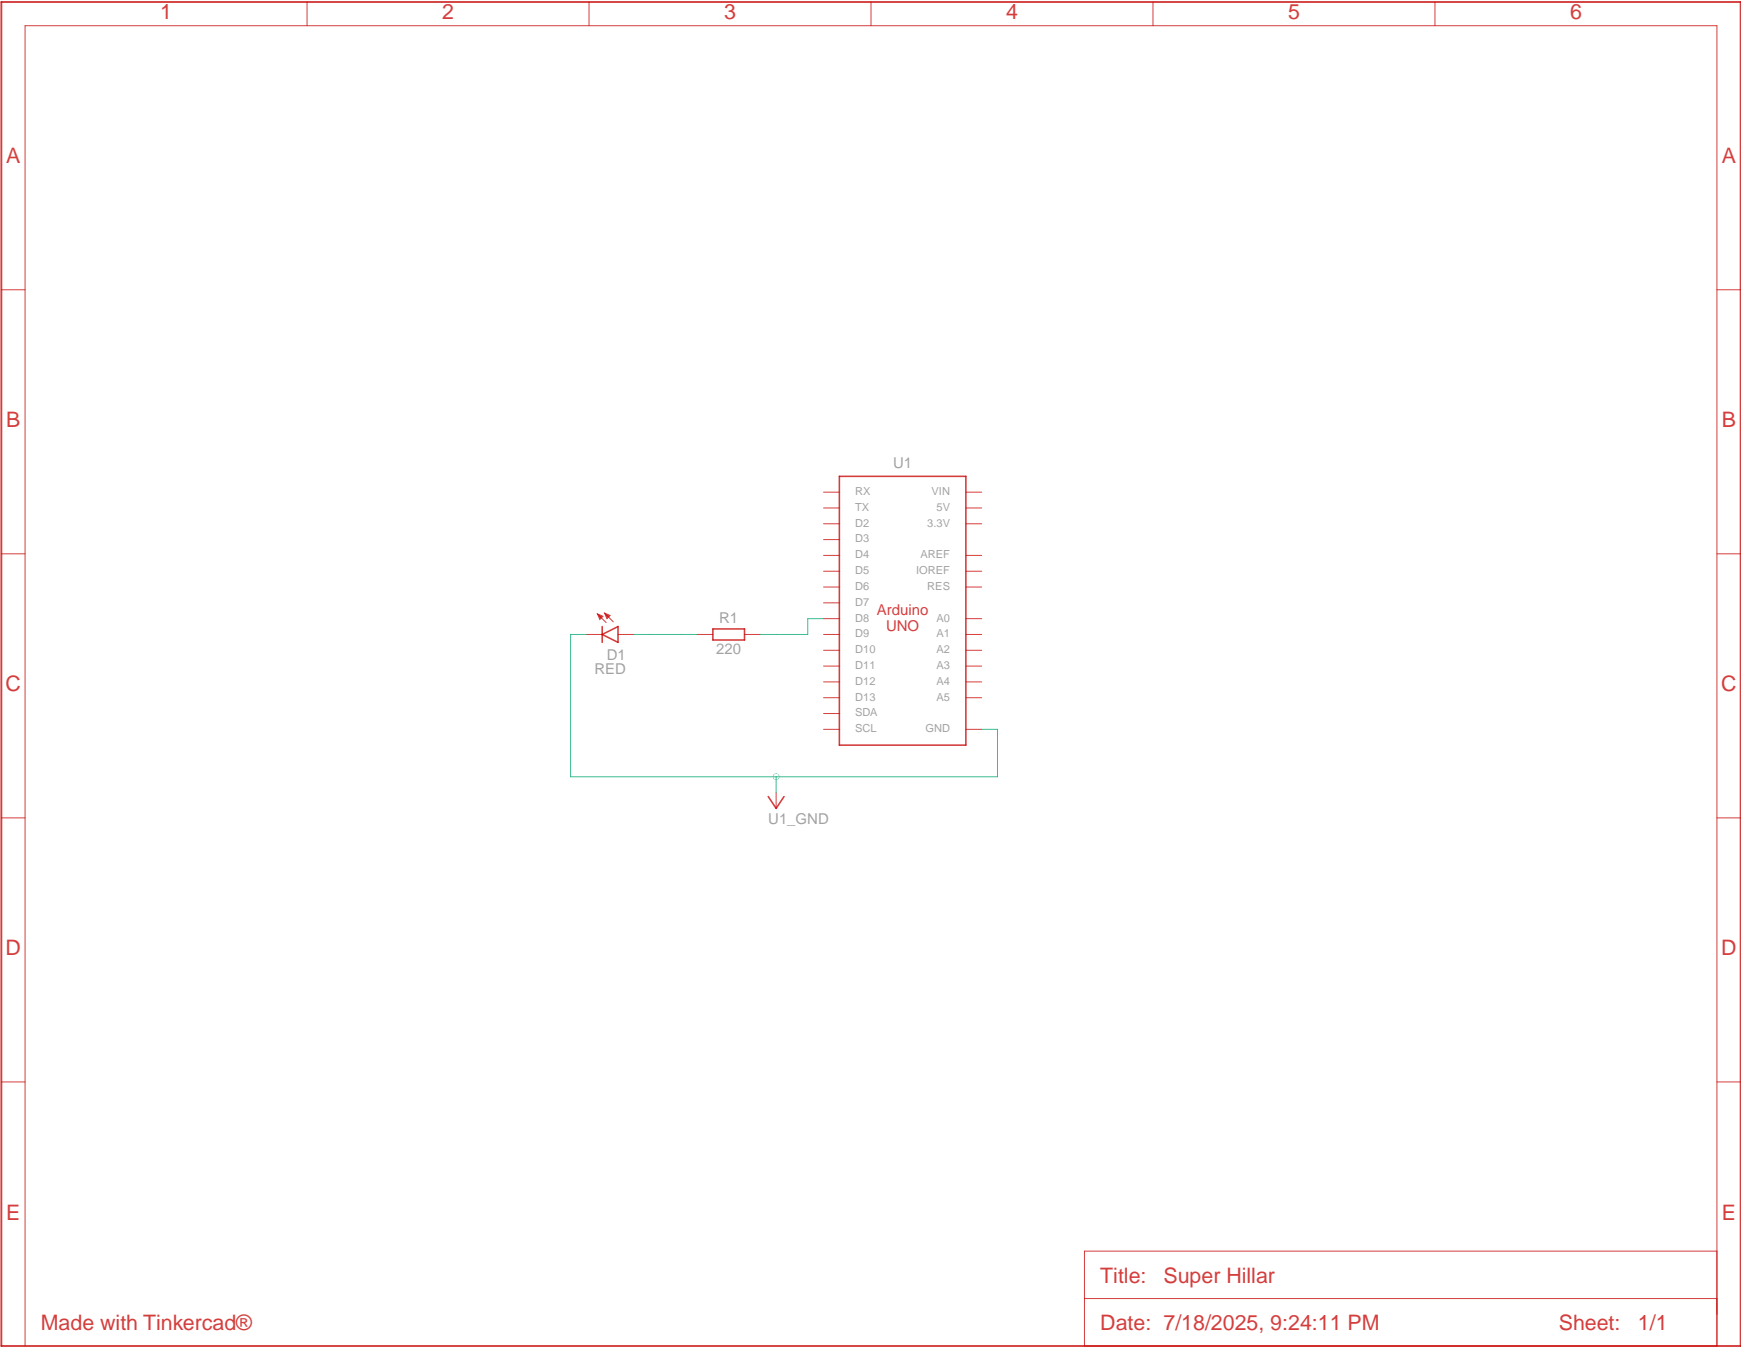 1 2 3 4 5 6
A A
B B
U1
RX VIN
TX 5V
D2 3.3V
D3
D4 AREF
D5 IOREF
D6 RES
D7
Arduino
D8 A0
UNO
D9 A1
D10 A2
D11 A3
D12 A4
D13 A5
SDA
SCL GND
R1
220
D1
RED
C C
U1_GND
D D
E E
Title: Super Hillar
Date: 7/18/2025, 9:24:11 PM Sheet: 1/1
Made with Tinkercad®